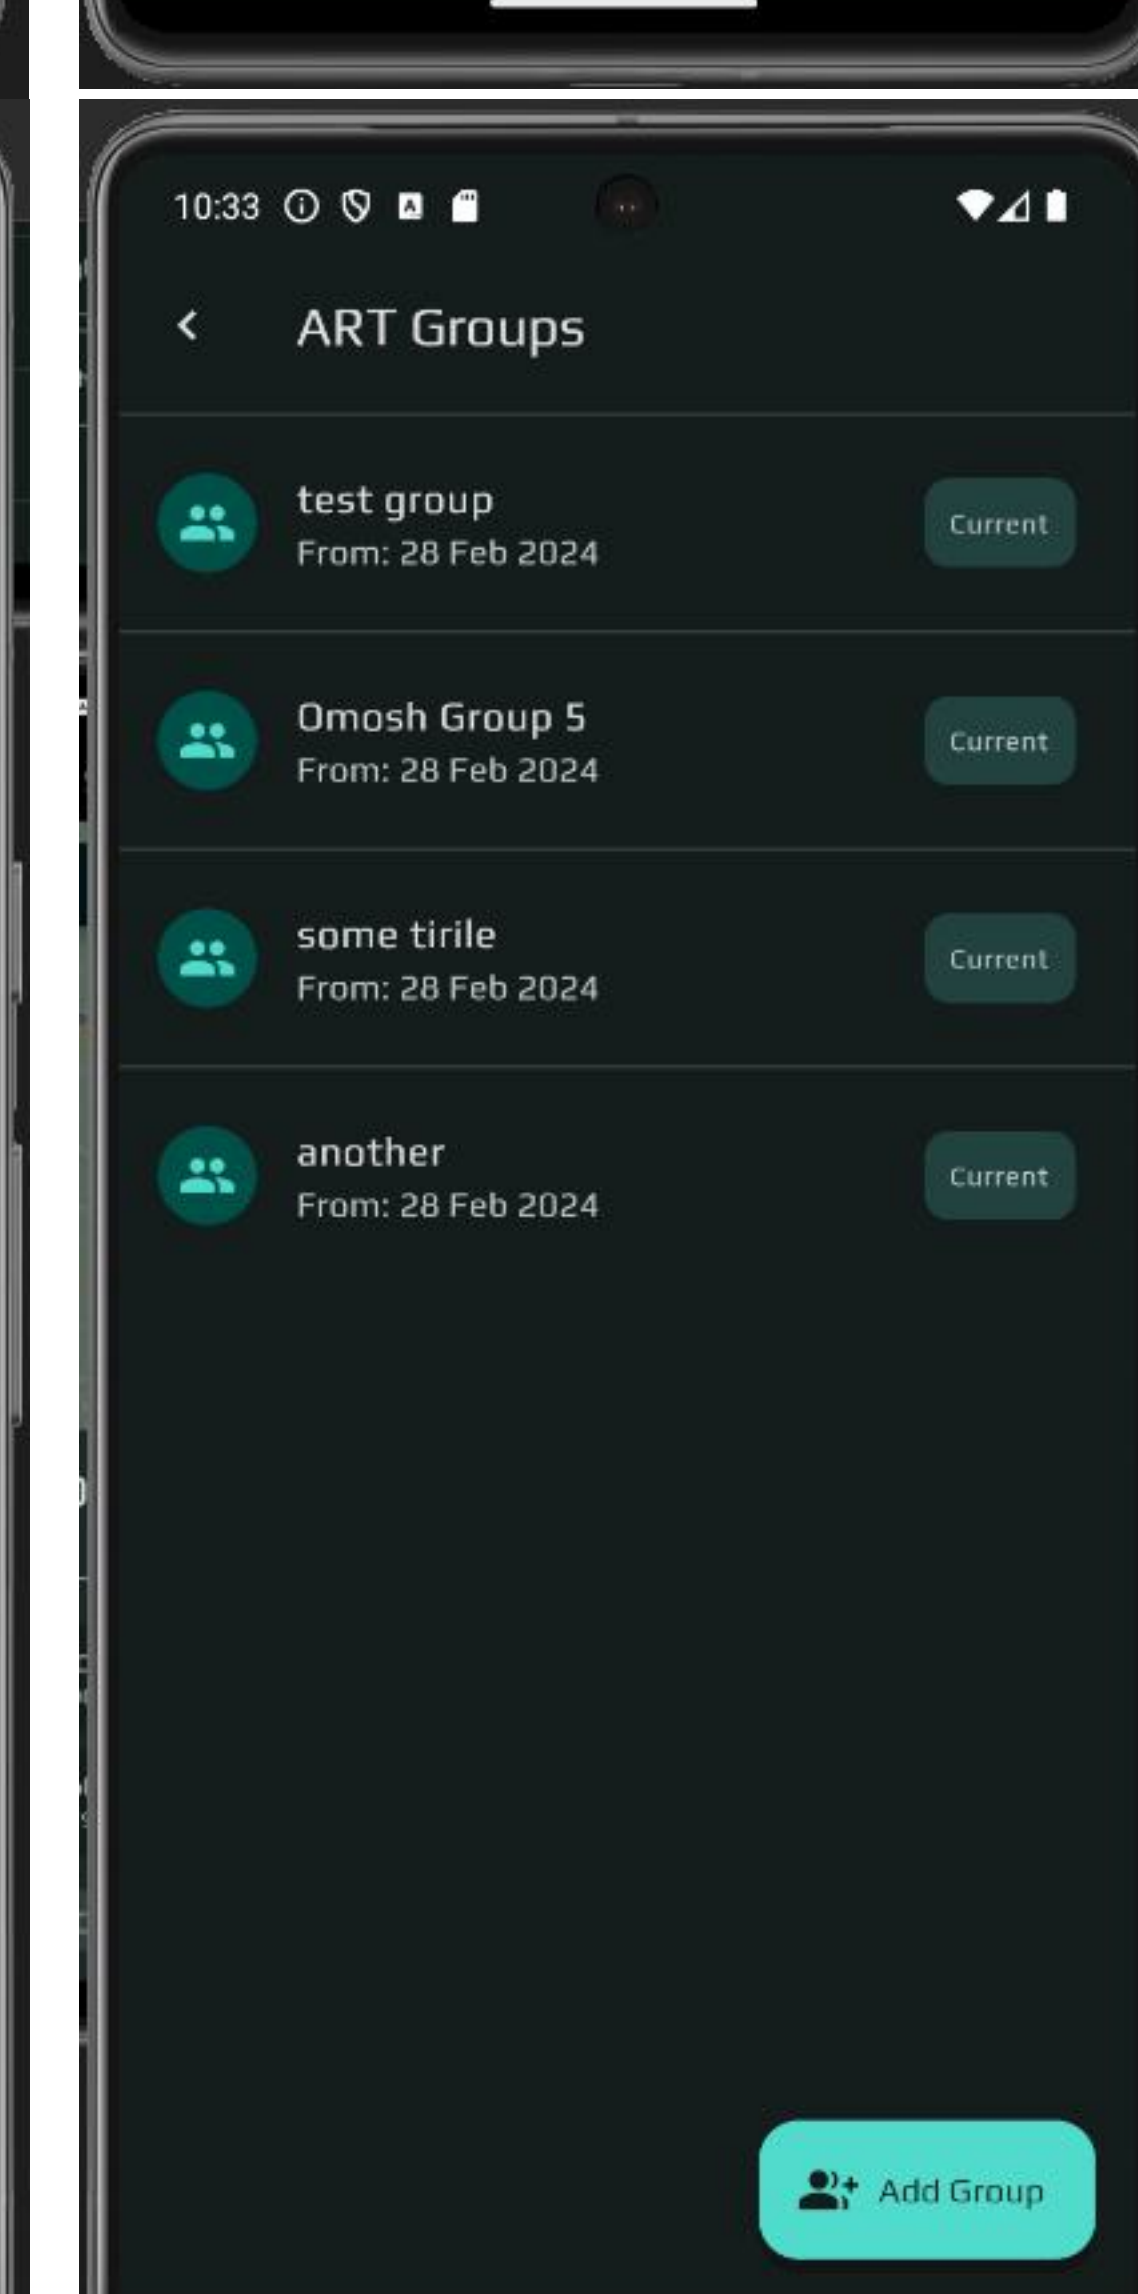 10:33
ART Groups
test group
From: 28 Feb 2024
Current
Omosh Group 5
From: 28 Feb 2024
Current
some tirile
From: 28 Feb 2024
Current
another
From: 28 Feb 2024
Current
Add Group